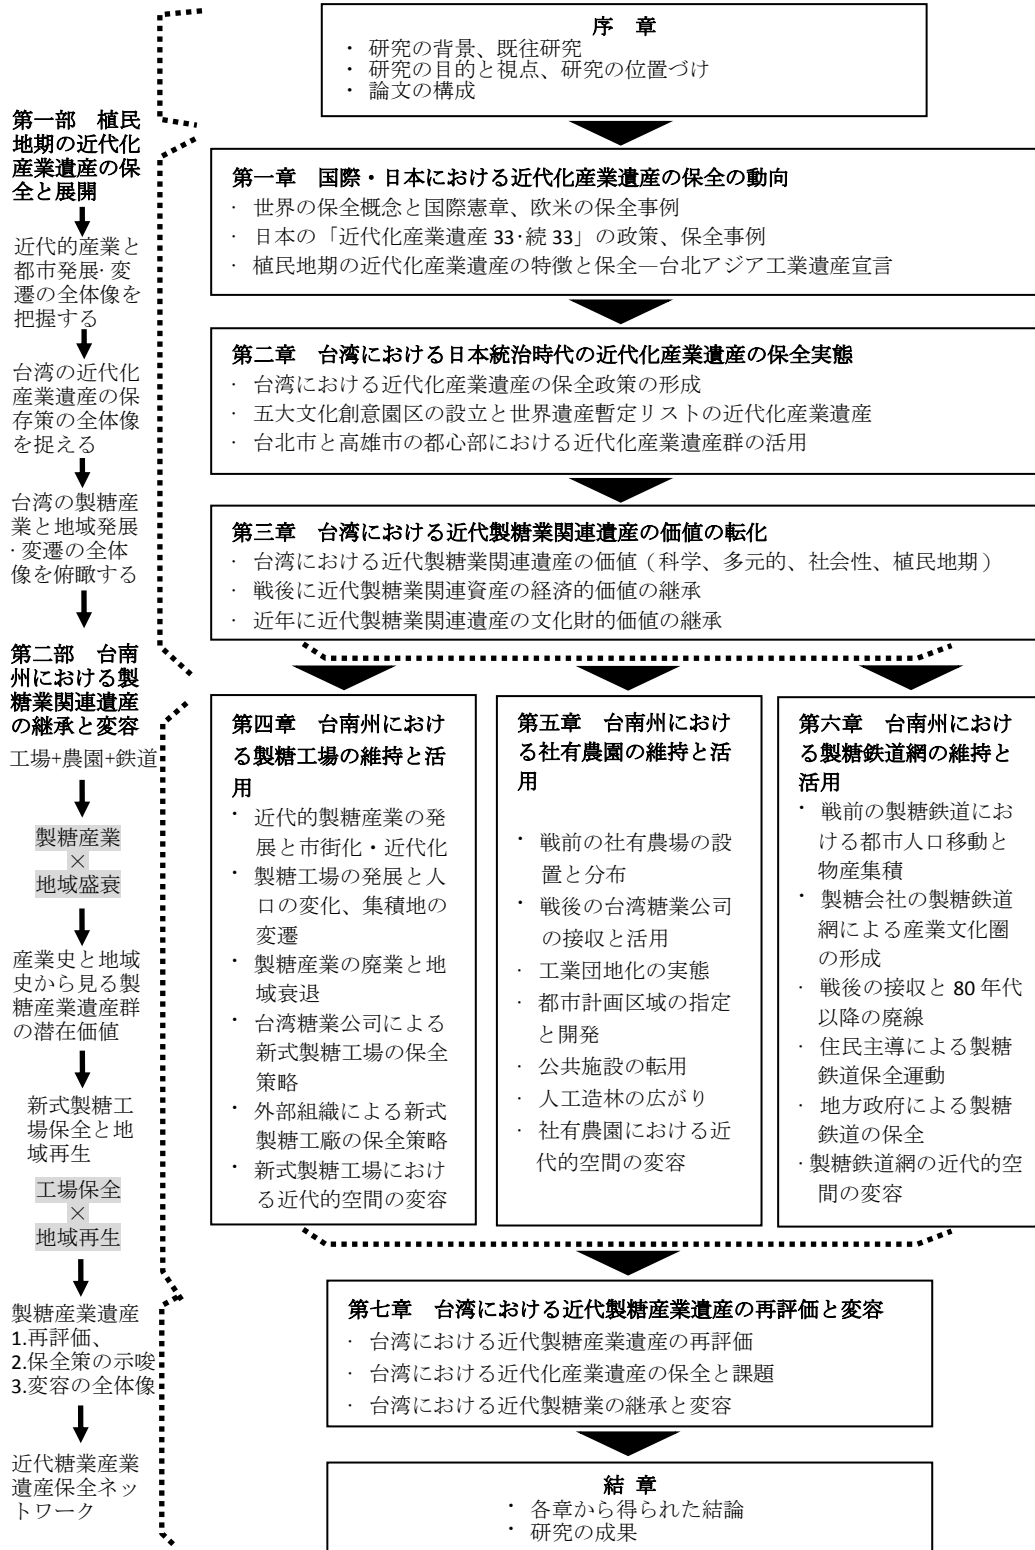 序　章
・ 研究の背景、既往研究
・ 研究の目的と視点、研究の位置づけ
・ 論文の構成
第一部　植民
地期の近代化
産業遺産の保
全と展開
近代的産業と
都市発展・変
遷の全体像を
把握する
台湾の近代化
産業遺産の保
存策の全体像
を捉える
台湾の製糖産
業と地域発展
・変遷の全体
像を俯瞰する
第一章　国際・日本における近代化産業遺産の保全の動向
・ 世界の保全概念と国際憲章、欧米の保全事例
・ 日本の「近代化産業遺産 33・続 33」の政策、保全事例
・ 植民地期の近代化産業遺産の特徴と保全―台北アジア工業遺産宣言
第二章　台湾における日本統治時代の近代化産業遺産の保全実態
・ 台湾における近代化産業遺産の保全政策の形成
・ 五大文化創意園区の設立と世界遺産暫定リストの近代化産業遺産
・ 台北市と高雄市の都心部における近代化産業遺産群の活用
第三章　台湾における近代製糖業関連遺産の価値の転化
・ 台湾における近代製糖業関連遺産の価値（科学、多元的、社会性、植民地期）
・ 戦後に近代製糖業関連資産の経済的価値の継承
・ 近年に近代製糖業関連遺産の文化財的価値の継承
第二部　台南
州における製
糖業関連遺産
の継承と変容
工場+農園+鉄道
製糖産業
×
地域盛衰
産業史と地域
史から見る製
糖産業遺産群
の潜在価値
新式製糖工
場保全と地
域再生
工場保全
×
地域再生
製糖産業遺産
1.再評価、
2.保全策の示唆
3.変容の全体像
近代糖業産業
遺産保全ネッ
トワーク
第四章　台南州におけ
る製糖工場の維持と活
用
・ 近代的製糖産業の発
展と市街化・近代化
・ 製糖工場の発展と人
口の変化、集積地の
変遷
・ 製糖産業の廃業と地
域衰退
・ 台湾糖業公司による
新式製糖工場の保全
策略
・ 外部組織による新式
製糖工廠の保全策略
・ 新式製糖工場におけ
る近代的空間の変容
第五章　台南州におけ
る社有農園の維持と活
用
・ 戦前の社有農場の設
置と分布
・ 戦後の台湾糖業公司
の接収と活用
・ 工業団地化の実態
・ 都市計画区域の指定
と開発
・ 公共施設の転用
・ 人工造林の広がり
・ 社有農園における近
代的空間の変容
第六章　台南州におけ
る製糖鉄道網の維持と
活用
・ 戦前の製糖鉄道にお
ける都市人口移動と
物産集積
・ 製糖会社の製糖鉄道
網による産業文化圏
の形成
・ 戦後の接収と 80 年代
以降の廃線
・ 住民主導による製糖
鉄道保全運動
・ 地方政府による製糖
鉄道の保全
・製糖鉄道網の近代的空
間の変容
第七章　台湾における近代製糖産業遺産の再評価と変容
・ 台湾における近代製糖産業遺産の再評価
・ 台湾における近代化産業遺産の保全と課題
・ 台湾における近代製糖業の継承と変容
結 章
・ 各章から得られた結論
・ 研究の成果